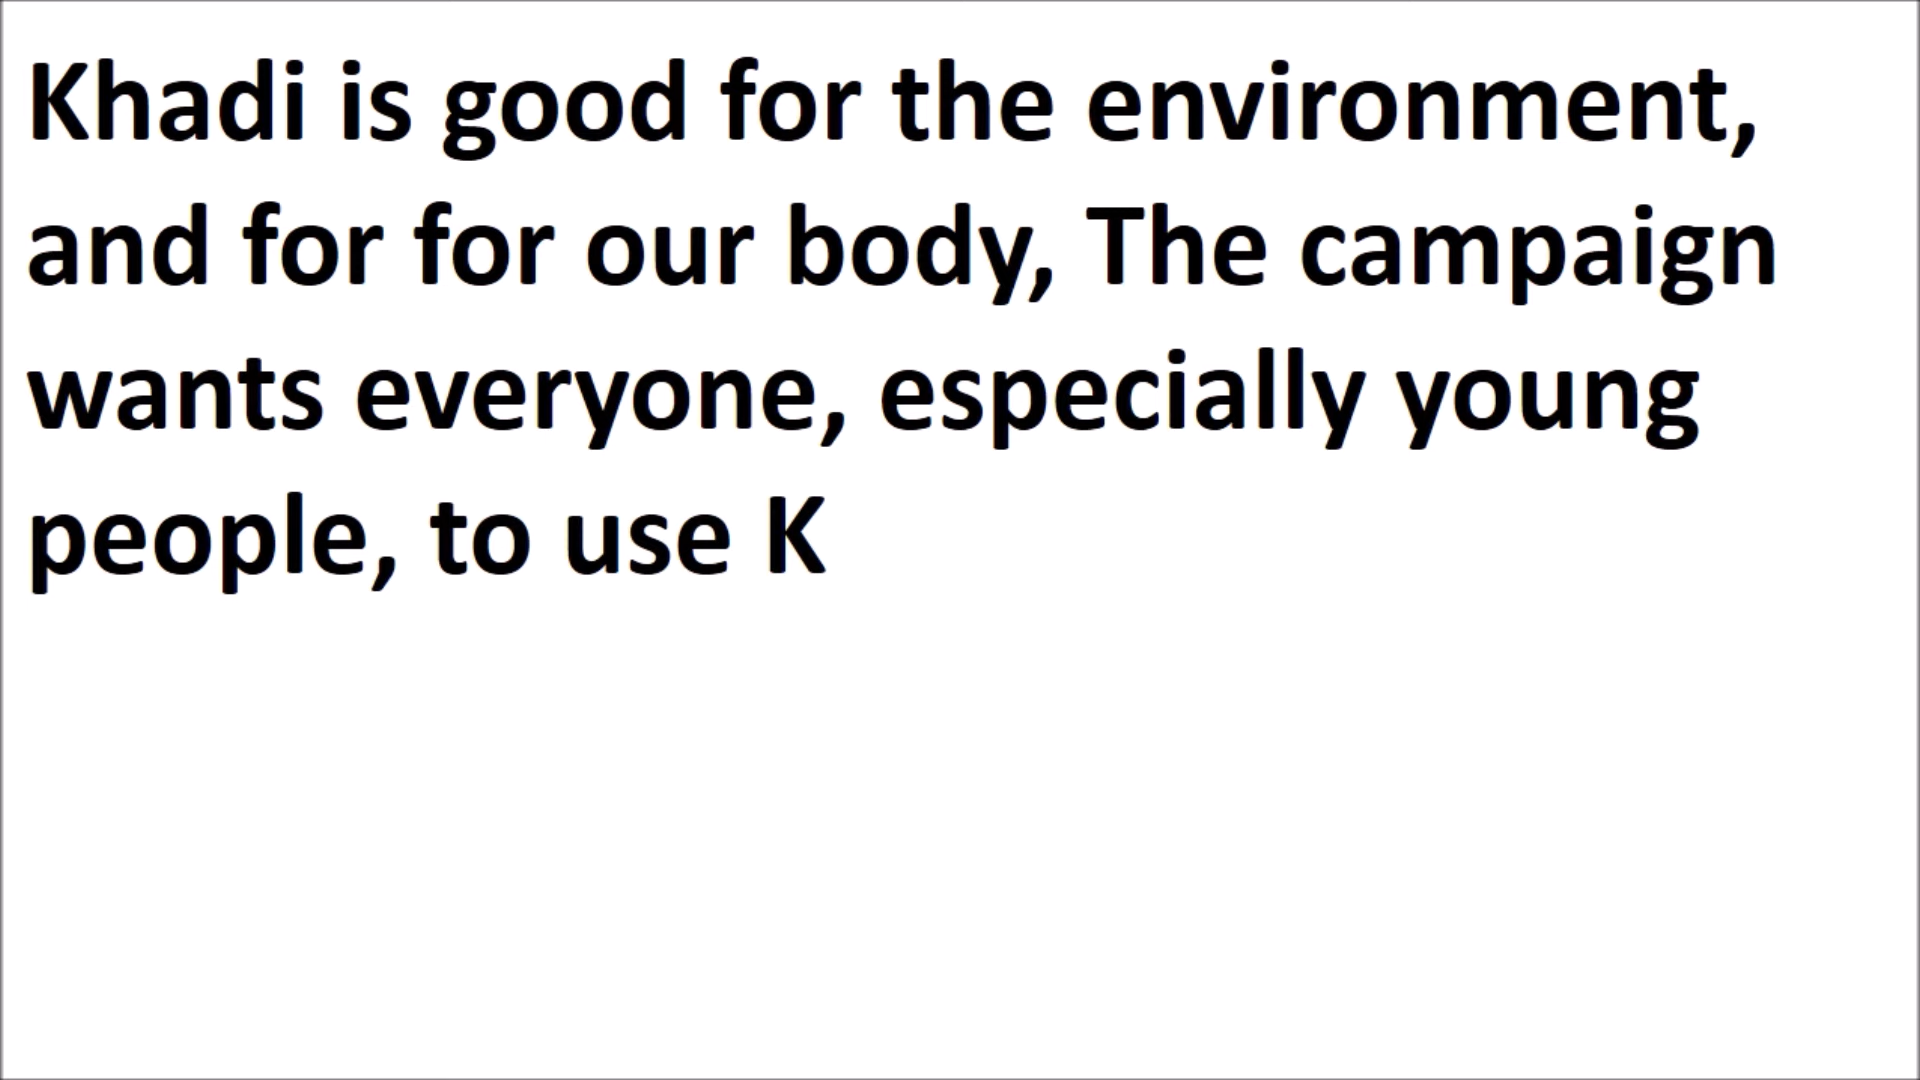 Khadi is good for the environment,
and for for our body, The campaign
wants everyone, especially young
people, to use K